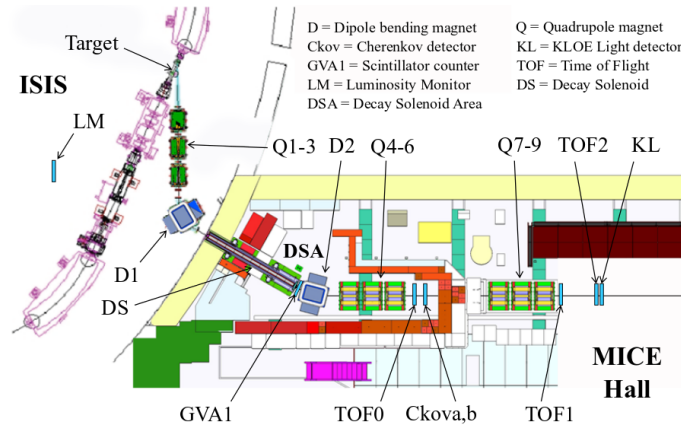 D = Dipole bending magnet
Q = Quadrupole magnet
Ckov = Cherenkov detector
KL = KLOE Light detector
GVA1 = Scintillator counter
TOF = Time of Flight
LM = Luminosity Monitor
DS = Decay Solenoid
DSA = Decay Solenoid Area
Target
ISIS
LM
Q1-3
D2
Q4-6
Q7-9
TOF2
KL
D1
DSA
DS
MICE
Hall
GVA1
TOF0
Ckova,b
TOF1